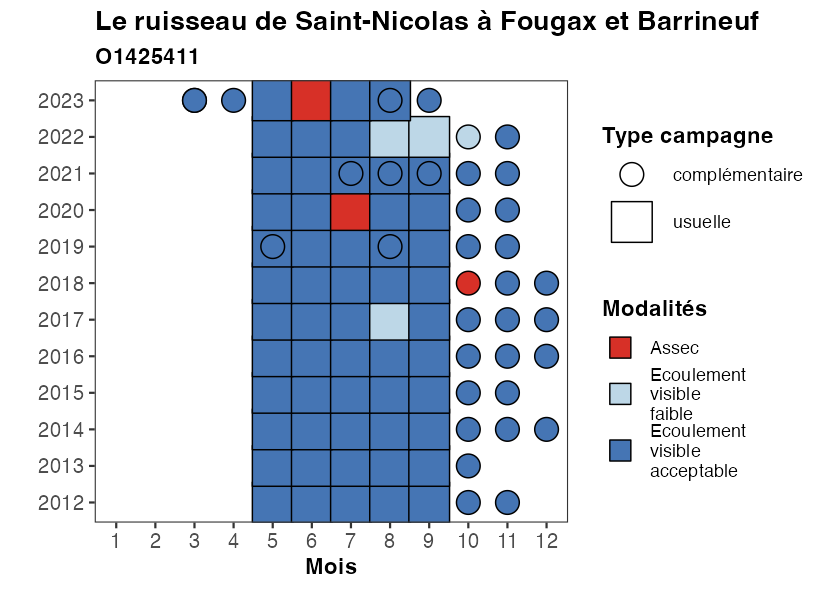 Le ruisseau de Saint-Nicolas à Fougax et Barrineuf
O1425411
2023
2022
2021
2020
2019
2018
2017
2016
2015
2014
2013
2012
1 2 3 4 5 6 7 8 9 10 11 12
Mois
Type campagne
complémentaire
usuelle
Modalités
Assec
Ecoulement
visible
faible
Ecoulement
visible
acceptable